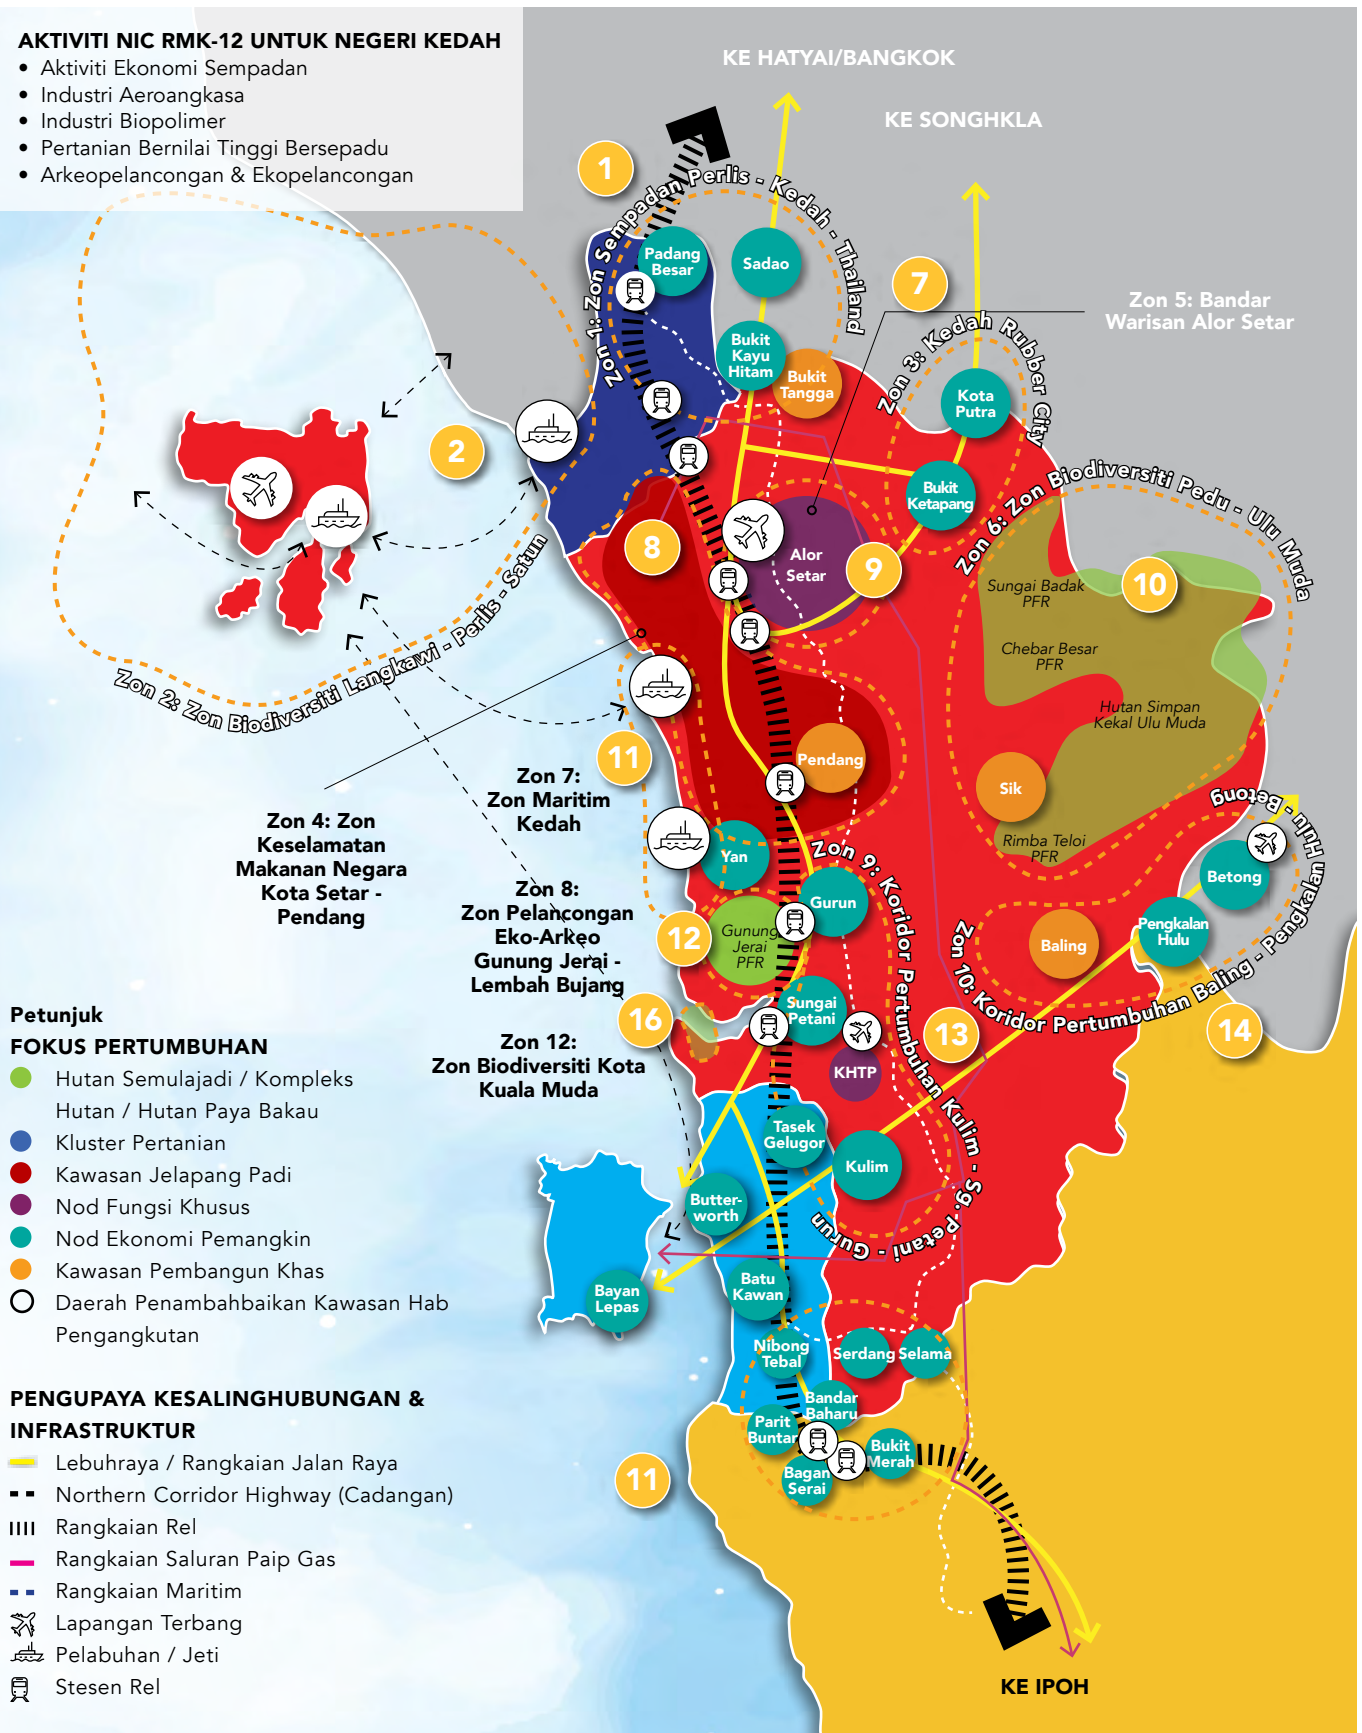 AKTIVITI NIC RMK-12 UNTUK NEGERI KEDAH
• Aktiviti Ekonomi Sempadan
• Industri Aeroangkasa
• Industri Biopolimer
• Pertanian Bernilai Tinggi Bersepadu
• Arkeopelancongan & Ekopelancongan
KE HATYAI/BANGKOK
KE SONGHKLA
1
Zon 1: Zon Sempadan Perlis - Kedah - Thailand
Padang
Besar
Sadao
7
Zon 5: Bandar
Warisan Alor Setar
Bukit
Kayu
Hitam
Bukit
Tangga
Zon 3: Kedah Rubber City
Kota
Putra
2
Bukit
Ketapang
Zon 6: Zon Biodiversiti Pedu - Ulu Muda
8
Alor
Setar
9
10
Sungai Badak
PFR
Chebar Besar
PFR
Hutan Simpan
Kekal Ulu Muda
Zon 2: Zon Biodiversiti Langkawi - Perlis - Satun
11
Pendang
Sik
Zon 7:
Zon Maritim
Kedah
Zon 4: Zon
Keselamatan
Makanan Negara
Kota Setar -
Pendang
Rimba Teloi
PFR
Yan
Zon 9: Koridor Pertumbuhan Kulim - Sg. Petani - Gurun
Gurun
Betong
Zon 8:
Zon Pelancongan
Eko-Arkeo
Gunung Jerai -
Lembah Bujang
12
Gunung
Jerai
PFR
Baling
Pengkalan
Hulu
Zon 10: Koridor Pertumbuhan Baling - Pengkalan Hulu - Betong
Sungai
Petani
16
13
14
Zon 12:
Zon Biodiversiti Kota
Kuala Muda
KHTP
Tasek
Gelugor
Kulim
Butter-
worth
Bayan
Lepas
Batu
Kawan
Nibong
Tebal
Serdang
Selama
Bandar
Baharu
Parit
Buntar
Bukit
Merah
Bagan
Serai
11
KE IPOH
Petunjuk
FOKUS PERTUMBUHAN
Hutan Semulajadi / Kompleks
Hutan / Hutan Paya Bakau
Kluster Pertanian
Kawasan Jelapang Padi
Nod Fungsi Khusus
Nod Ekonomi Pemangkin
Kawasan Pembangun Khas
Daerah Penambahbaikan Kawasan Hab
Pengangkutan
PENGUPAYA KESALINGHUBUNGAN &
INFRASTRUKTUR
Lebuhraya / Rangkaian Jalan Raya
Northern Corridor Highway (Cadangan)
Rangkaian Rel
Rangkaian Saluran Paip Gas
Rangkaian Maritim
Lapangan Terbang
Pelabuhan / Jeti
Stesen Rel